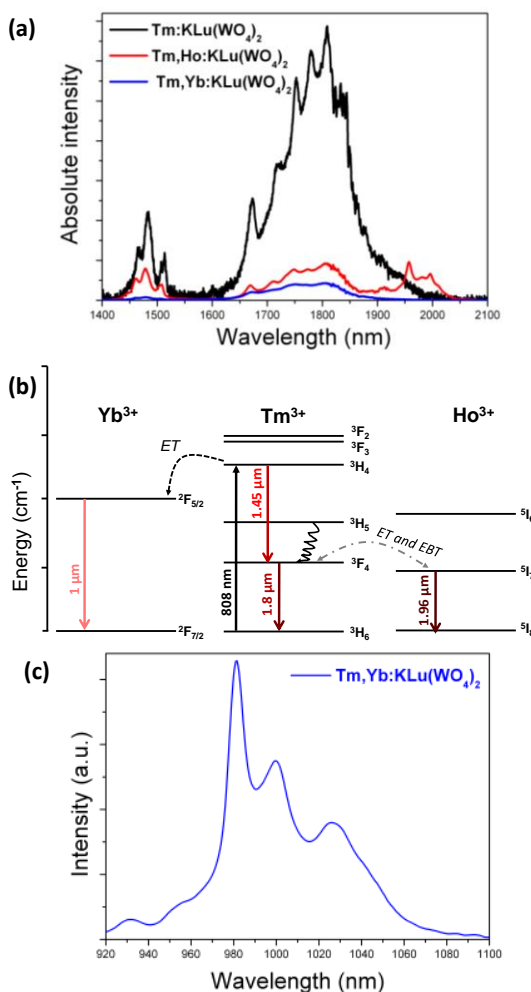 (a)
Tm:KLu(WO₄)₂
Tm,Ho:KLu(WO₄)₂
Tm,Yb:KLu(WO₄)₂
Absolute intensity
1400 1500 1600 1700 1800 1900 2000 2100
Wavelength (nm)
(b)
Yb³⁺ Tm³⁺ Ho³⁺
Energy (cm⁻¹)
ET
³F₂
³F₃
³H₄
²F₅/₂
1.45 µm
³H₅
ET and EBT
³F₄
1 µm
808 nm
1.8 µm
1.96 µm
²F₇/₂
³H₆
(c)
Tm,Yb:KLu(WO₄)₂
Intensity (a.u.)
920 940 960 980 1000 1020 1040 1060 1080 1100
Wavelength (nm)